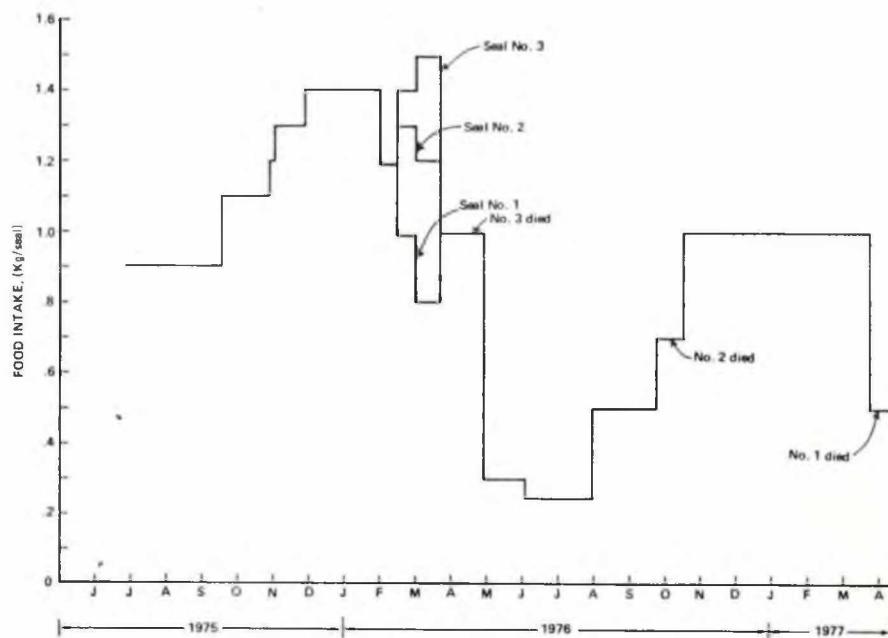 1.6
1.4
1.2
1.0
.8
.6
.4
.2
0
FOOD INTAKE, (Kg/seal)
Seal No. 3
Seal No. 2
Seal No. 1
No. 3 died
No. 2 died
No. 1 died
J J A S O N D J F M A M J J A S O N D J F M A
1975 1976 1977